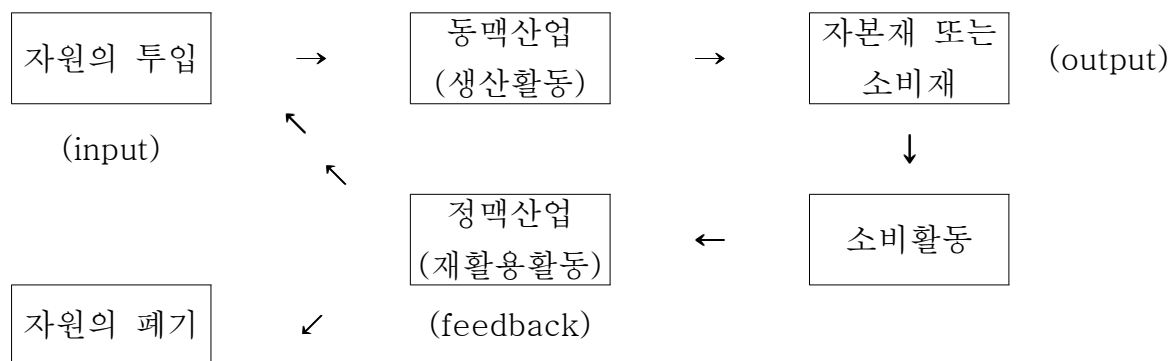 자원의 투입
→
동맥산업
(생산활동)
→
자본재 또는
소비재
(output)
(input)
↖
↖
↓
정맥산업
(재활용활동)
←
소비활동
자원의 폐기
↙
(feedback)